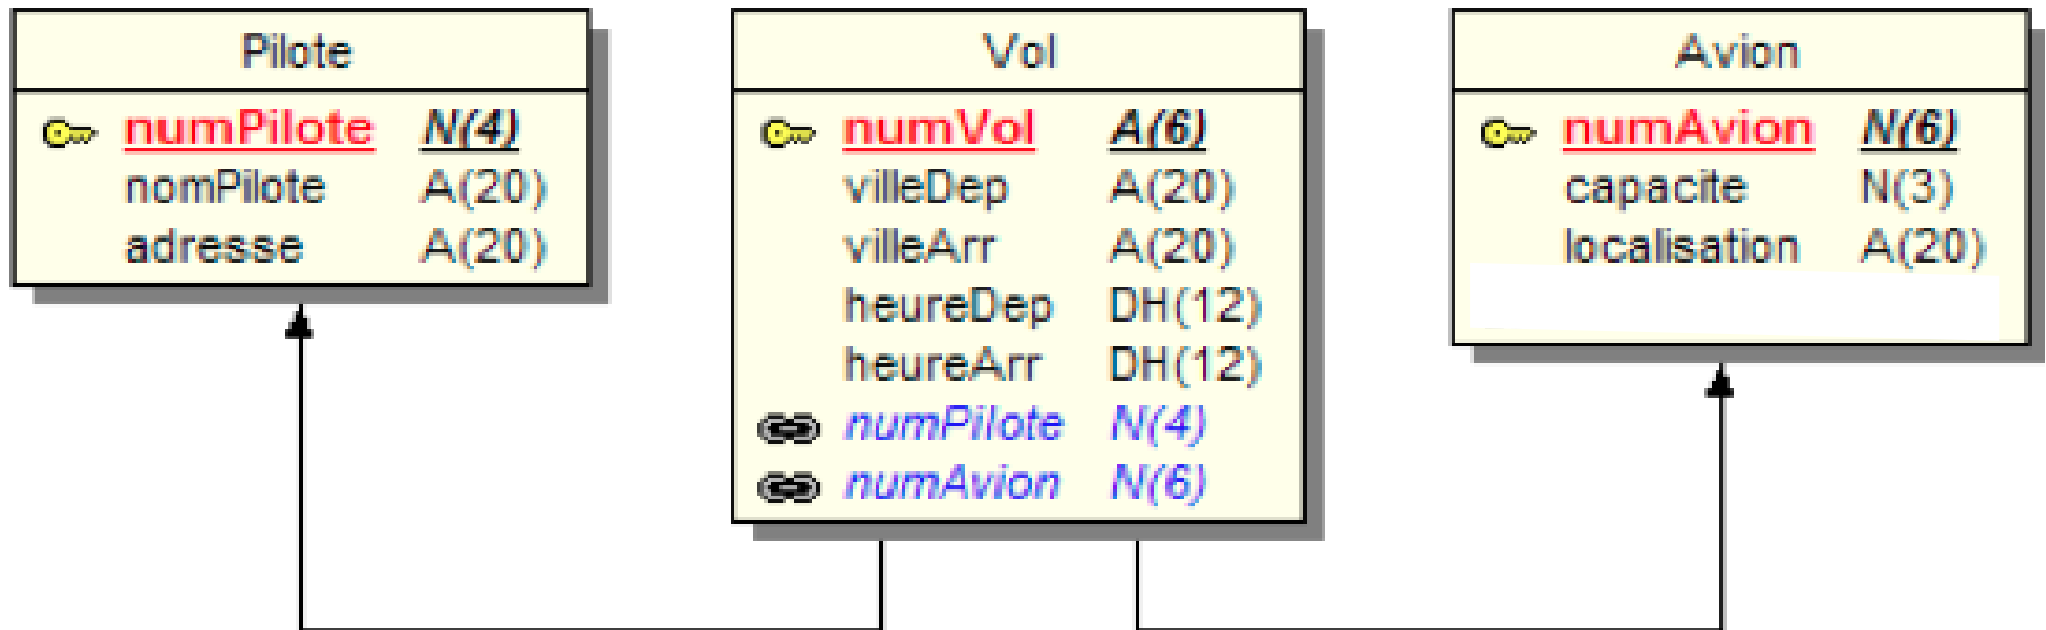 Pilote
numPilote N(4)
nomPilote A(20)
adresse A(20)
Vol
numVol A(6)
villeDep A(20)
villeArr A(20)
heureDep DH(12)
heureArr DH(12)
numPilote N(4)
numAvion N(6)
Avion
numAvion N(6)
capacite N(3)
localisation A(20)